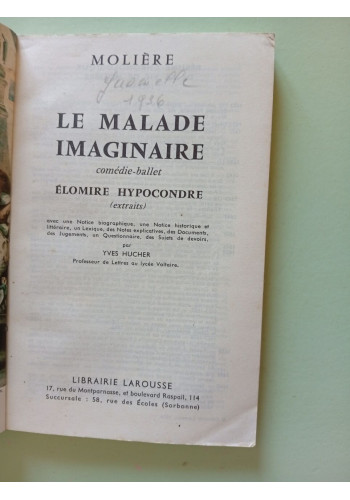 MOLIÈRE
LE MALADE
IMAGINAIRE
comédie-ballet
ÉLOMIRE HYPOCONDRE
(extraits)
avec une Notice biographique, une Notice historique et
littéraire, un Lexique, des Notes explicatives, des Documents,
des Jugements, un Questionnaire, des Sujets de devoirs,
par
YVES HUCHER
Professeur de Lettres au lycée Voltaire.
LIBRAIRIE LAROUSSE
17, rue du Montparnasse, et boulevard Raspail, 114
Succursale : 58, rue des Écoles (Sorbonne)